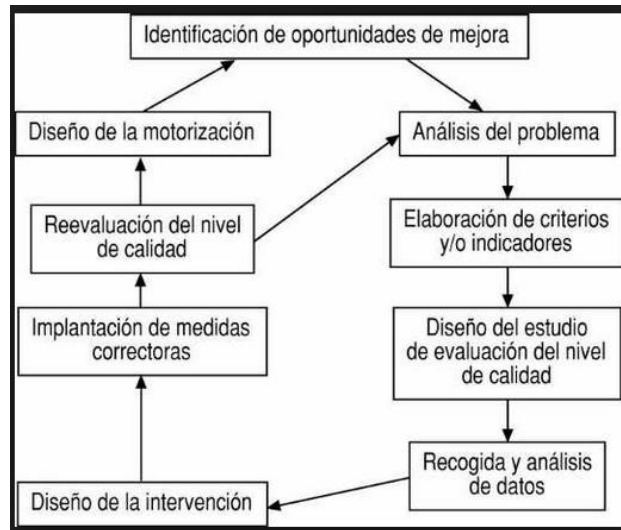 Identificación de oportunidades de mejora
Diseño de la motorización
Análisis del problema
Reevaluación del nivel
de calidad
Elaboración de criterios
y/o indicadores
Implantación de medidas
correctoras
Diseño del estudio
de evaluación del nivel
de calidad
Recogida y análisis
de datos
Diseño de la intervención